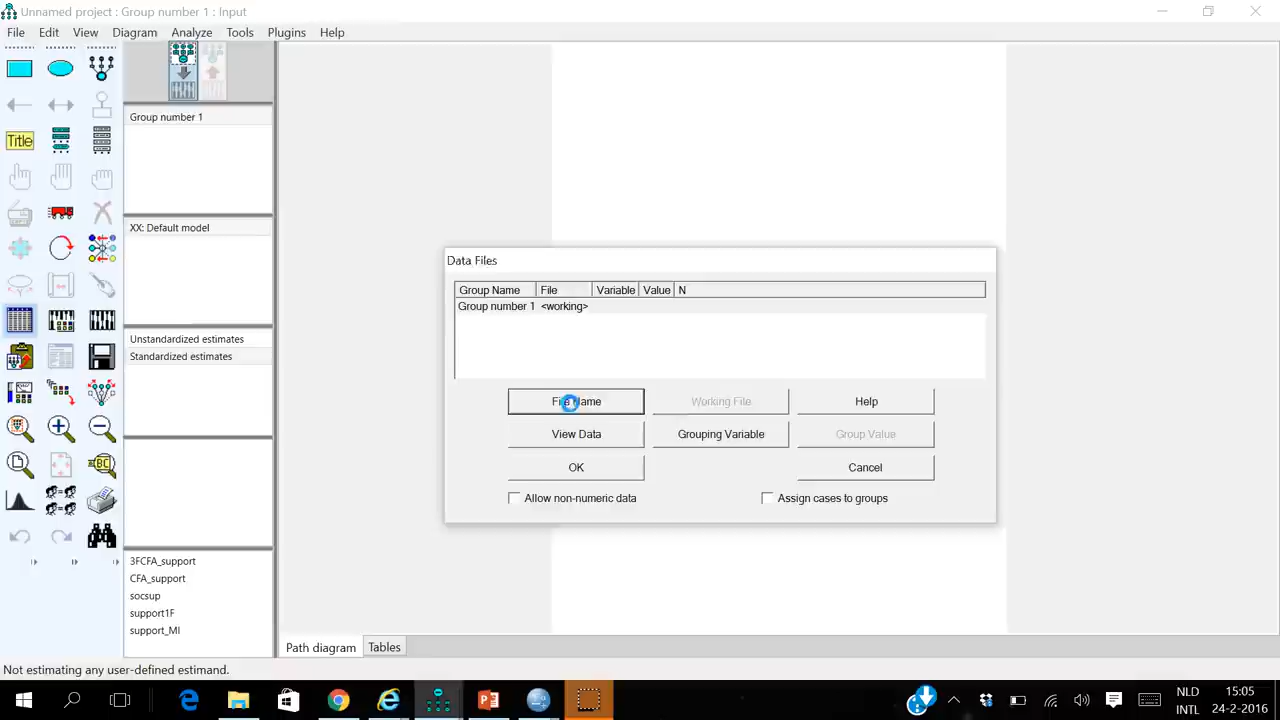 Unnamed project : Group number 1 : Input
File Edit View Diagram Analyze Tools Plugins Help
Title
Group number 1
XX: Default model
Unstandardized estimates
Standardized estimates
3FCFA_support
CFA_support
socsup
support1F
support_MI
Data Files
Group Name File Variable Value N
Group number 1 <working>
File Name Working File Help
View Data Grouping Variable Group Value
OK Cancel
Allow non-numeric data Assign cases to groups
Path diagram Tables
Not estimating any user-defined estimand.
NLD 15:05
INTL 24-2-2016